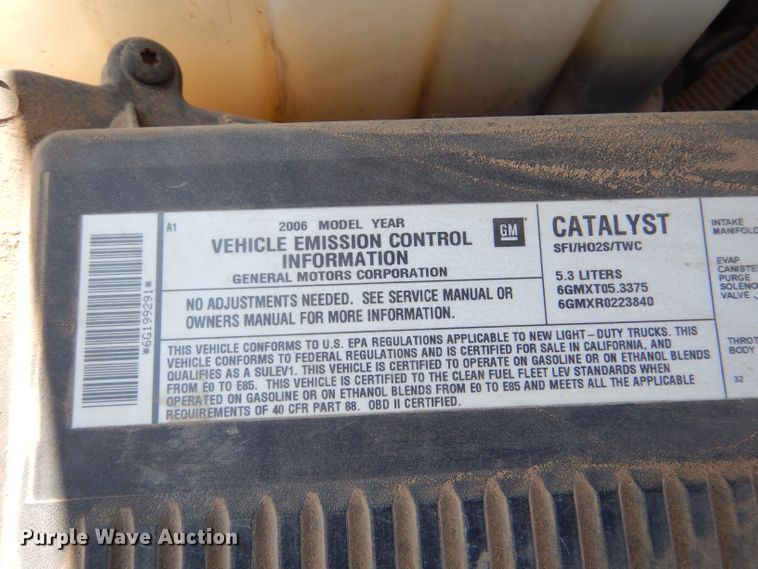 A1
2006 MODEL YEAR
VEHICLE EMISSION CONTROL
INFORMATION
GENERAL MOTORS CORPORATION
GM
NO ADJUSTMENTS NEEDED. SEE SERVICE MANUAL OR
OWNERS MANUAL FOR MORE INFORMATION.
CATALYST
SFI/HO2S/TWC
5.3 LITERS
6GMXT05.3375
6GMXR0223840
INTAKE
MANIFOLD
EVAP
CANISTE
PURGE
SOLENO
VALVE
THROT
BODY
32
*6G199291*
THIS VEHICLE CONFORMS TO U.S. EPA REGULATIONS APPLICABLE TO NEW LIGHT-DUTY TRUCKS. THIS
VEHICLE CONFORMS TO FEDERAL REGULATIONS AND IS CERTIFIED FOR SALE IN CALIFORNIA, AND
QUALIFIES AS A SULEV1. THIS VEHICLE IS CERTIFIED TO OPERATE ON GASOLINE OR ON ETHANOL BLENDS
FROM E0 TO E85. THIS VEHICLE IS CERTIFIED TO THE CLEAN FUEL FLEET LEV STANDARDS WHEN
OPERATED ON GASOLINE OR ON ETHANOL BLENDS FROM E0 TO E85 AND MEETS ALL THE APPLICABLE
REQUIREMENTS OF 40 CFR PART 88. OBD II CERTIFIED.
Purple Wave Auction